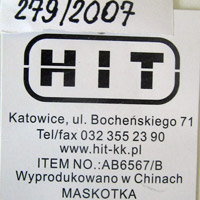 279/2007
HIT
Katowice, ul. Bocheńskiego 71
Tel/fax 032 355 23 90
www.hit-kk.pl
ITEM NO.:AB6567/B
Wyprodukowano w Chinach
MASKOTKA